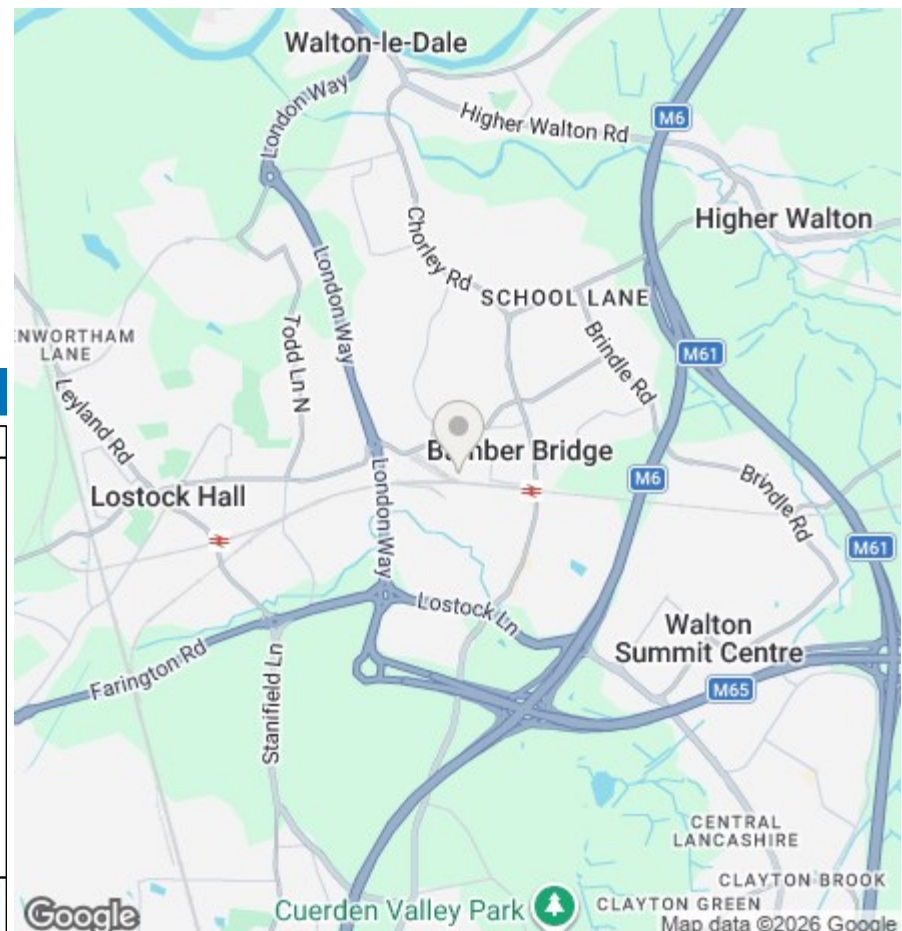 Walton-le-Dale
London Way
Higher Walton Rd
M6
Higher Walton
Chorley Rd
SCHOOL LANE
London Way
Todd Ln N
ENWORTHAM
LANE
Brindle Rd
M61
Leyland Rd
Bamber Bridge
M6
Brindle Rd
Lostock Hall
London Way
M61
Lostock Ln
Walton
Summit Centre
Farington Rd
Stanifield Ln
M65
CENTRAL
LANCASHIRE
CLAYTON BROOK
Cuerden Valley Park
CLAYTON GREEN
Google
Map data ©2026 Google